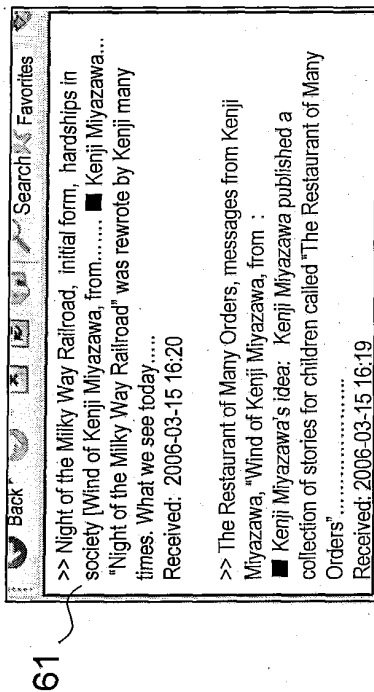 Back Search Favorites
>> Night of the Milky Way Railroad, initial form, hardships in
society [Wind of Kenji Miyazawa, from........ ■ Kenji Miyazawa...
"Night of the Milky Way Railroad" was rewrote by Kenji many
times. What we see today......
Received: 2006-03-15 16:20
>> The Restaurant of Many Orders, messages from Kenji
Miyazawa, "Wind of Kenji Miyazawa, from :
■ Kenji Miyazawa's idea: Kenji Miyazawa published a
collection of stories for children called "The Restaurant of Many
Orders"......................
Received: 2006-03-15 16:19
61